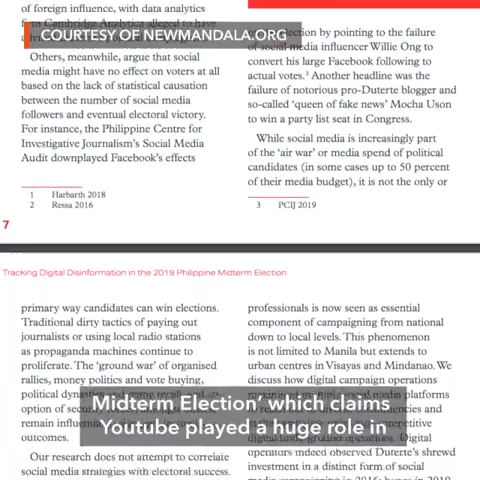 of foreign influence, with data analytics
COURTESY OF NEWMANDALA.ORG
Others, meanwhile, argue that social
media might have no effect on voters at all
based on the lack of statistical causation
between the number of social media
followers and eventual electoral victory.
For instance, the Philippine Centre for
Investigative Journalism's Social Media
Audit downplayed Facebook's effects
1 Harbarth 2018
2 Ressa 2016
7
election by pointing to the failure
of social media influencer Willie Ong to
convert his large Facebook following to
actual votes.³ Another headline was the
failure of notorious pro-Duterte blogger and
so-called 'queen of fake news' Mocha Uson
to win a party list seat in Congress.
While social media is increasingly part
of the 'air war' or media spend of political
candidates (in some cases up to 50 percent
of their media budget), it is not the only or
3 PCIJ 2019
Tracking Digital Disinformation in the 2019 Philippine Midterm Election
primary way candidates can win elections.
Traditional dirty tactics of paying out
journalists or using local radio stations
as propaganda machines continue to
proliferate. The 'ground war' of organised
rallies, money politics and vote buying,
political
option of
remain
outcomes.
Our research does not attempt to correlate
social media strategies with electoral success.
professionals is now seen as essential
component of campaigning from national
down to local levels. This phenomenon
is not limited to Manila but extends to
urban centres in Visayas and Mindanao. We
discuss how digital campaign operations
platforms
and
competitive
Digital
operators indeed observed Duterte's shrewd
investment in a distinct form of social
Midterm Election, which claims
Youtube played a huge role in